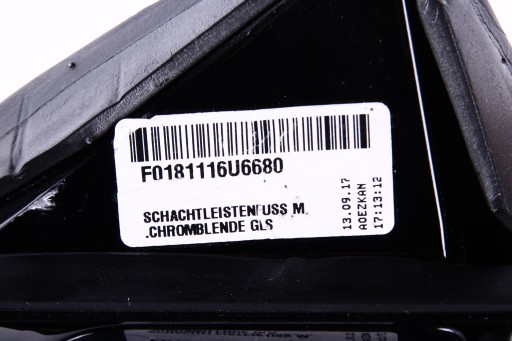 F0181116U6680
SCHACHTLEISTENFUSS M.
.CHROMBLENDE GLS
13.09.17
AOEZKAN
17:13:12